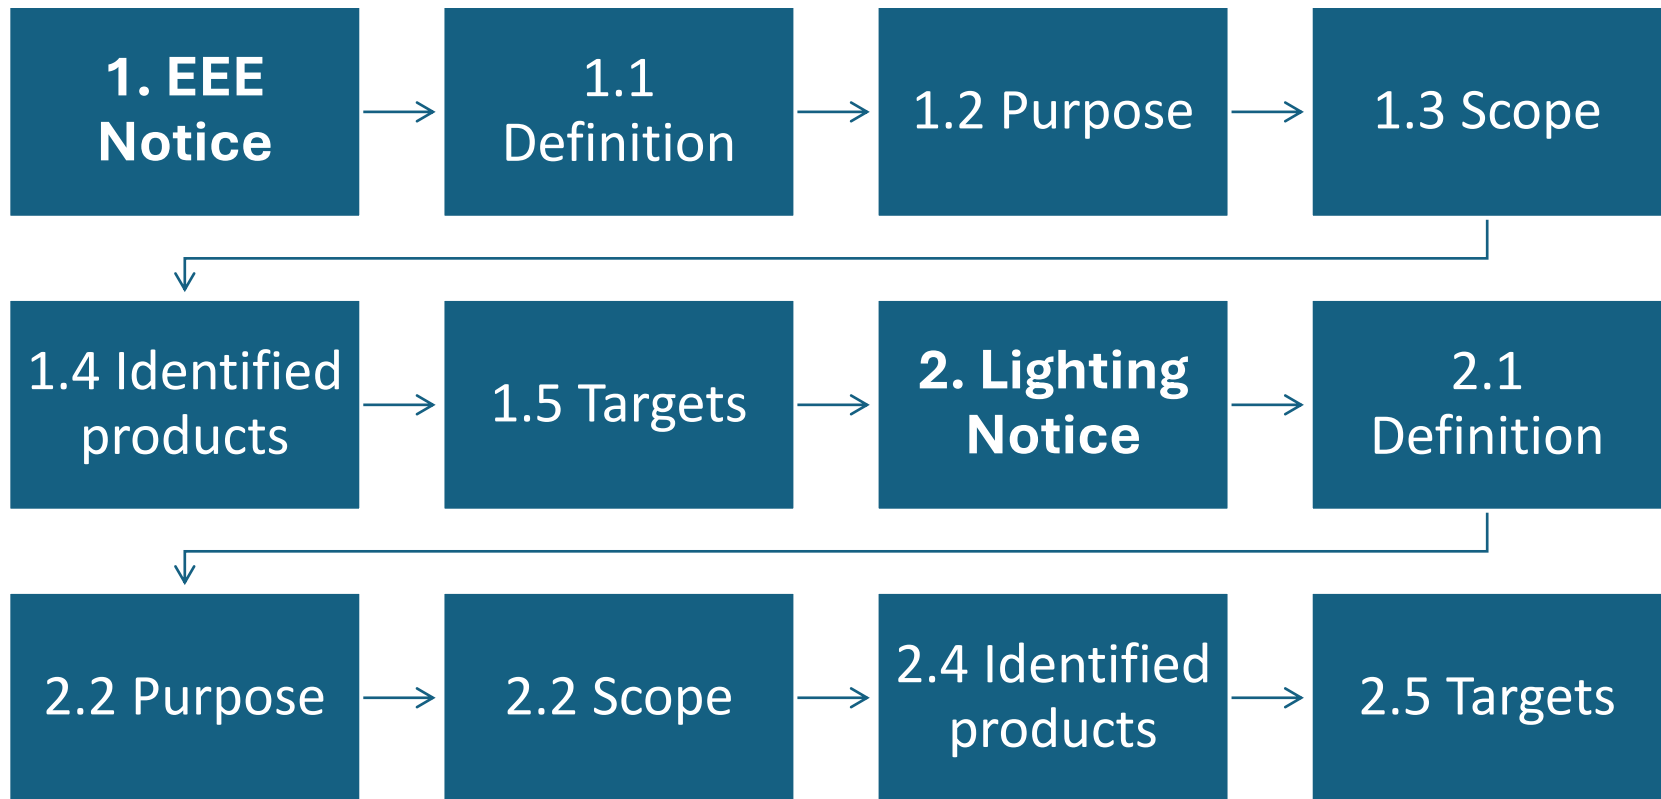 1. EEE
Notice
1.1
Definition
1.2 Purpose
1.3 Scope
1.4 Identified
products
1.5 Targets
2. Lighting
Notice
2.1
Definition
2.2 Purpose
2.2 Scope
2.4 Identified
products
2.5 Targets